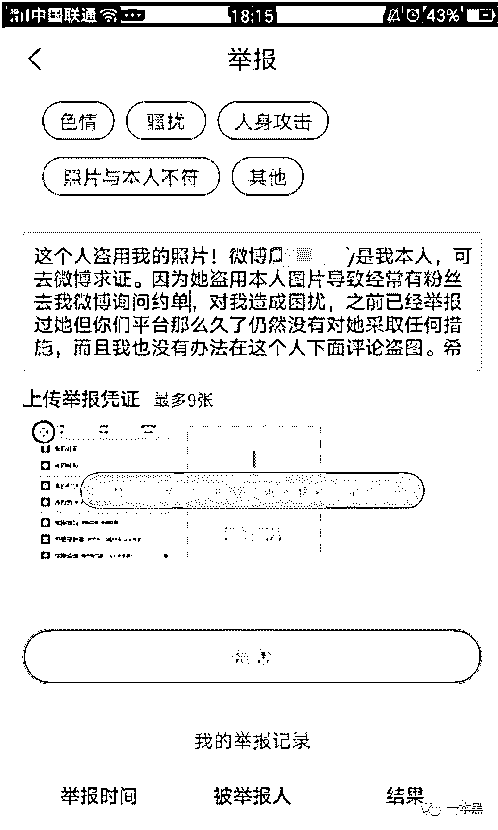 中国联通 18:15 43%
举报
色情 骚扰 人身攻击
照片与本人不符 其他
这个人盗用我的照片！微博 y是我本人，可
去微博求证。因为她盗用本人图片导致经常有粉丝
去我微博询问约单，对我造成困扰，之前已经举报
过她但你们平台那么久了仍然没有对她采取任何措
施，而且我也没有办法在这个人下面评论盗图。希
上传举报凭证 最多9张
我的举报记录
举报时间 被举报人 结果
一本黑